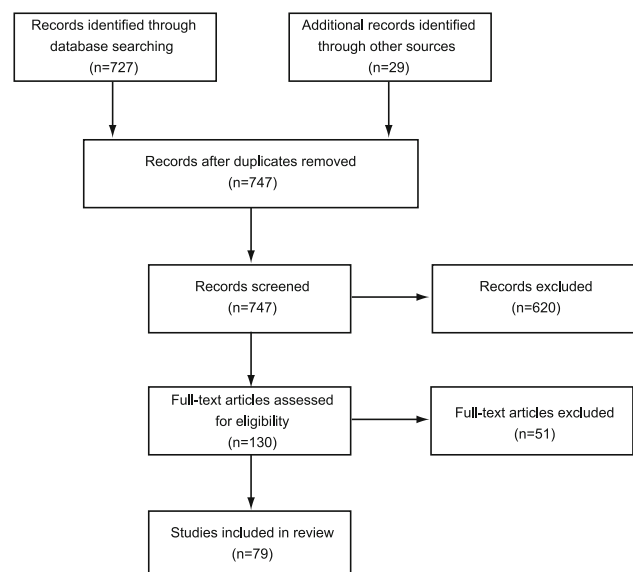 Records identified through
database searching
(n=727)
Additional records identified
through other sources
(n=29)
Records after duplicates removed
(n=747)
Records screened
(n=747)
Records excluded
(n=620)
Full-text articles assessed
for eligibility
(n=130)
Full-text articles excluded
(n=51)
Studies included in review
(n=79)